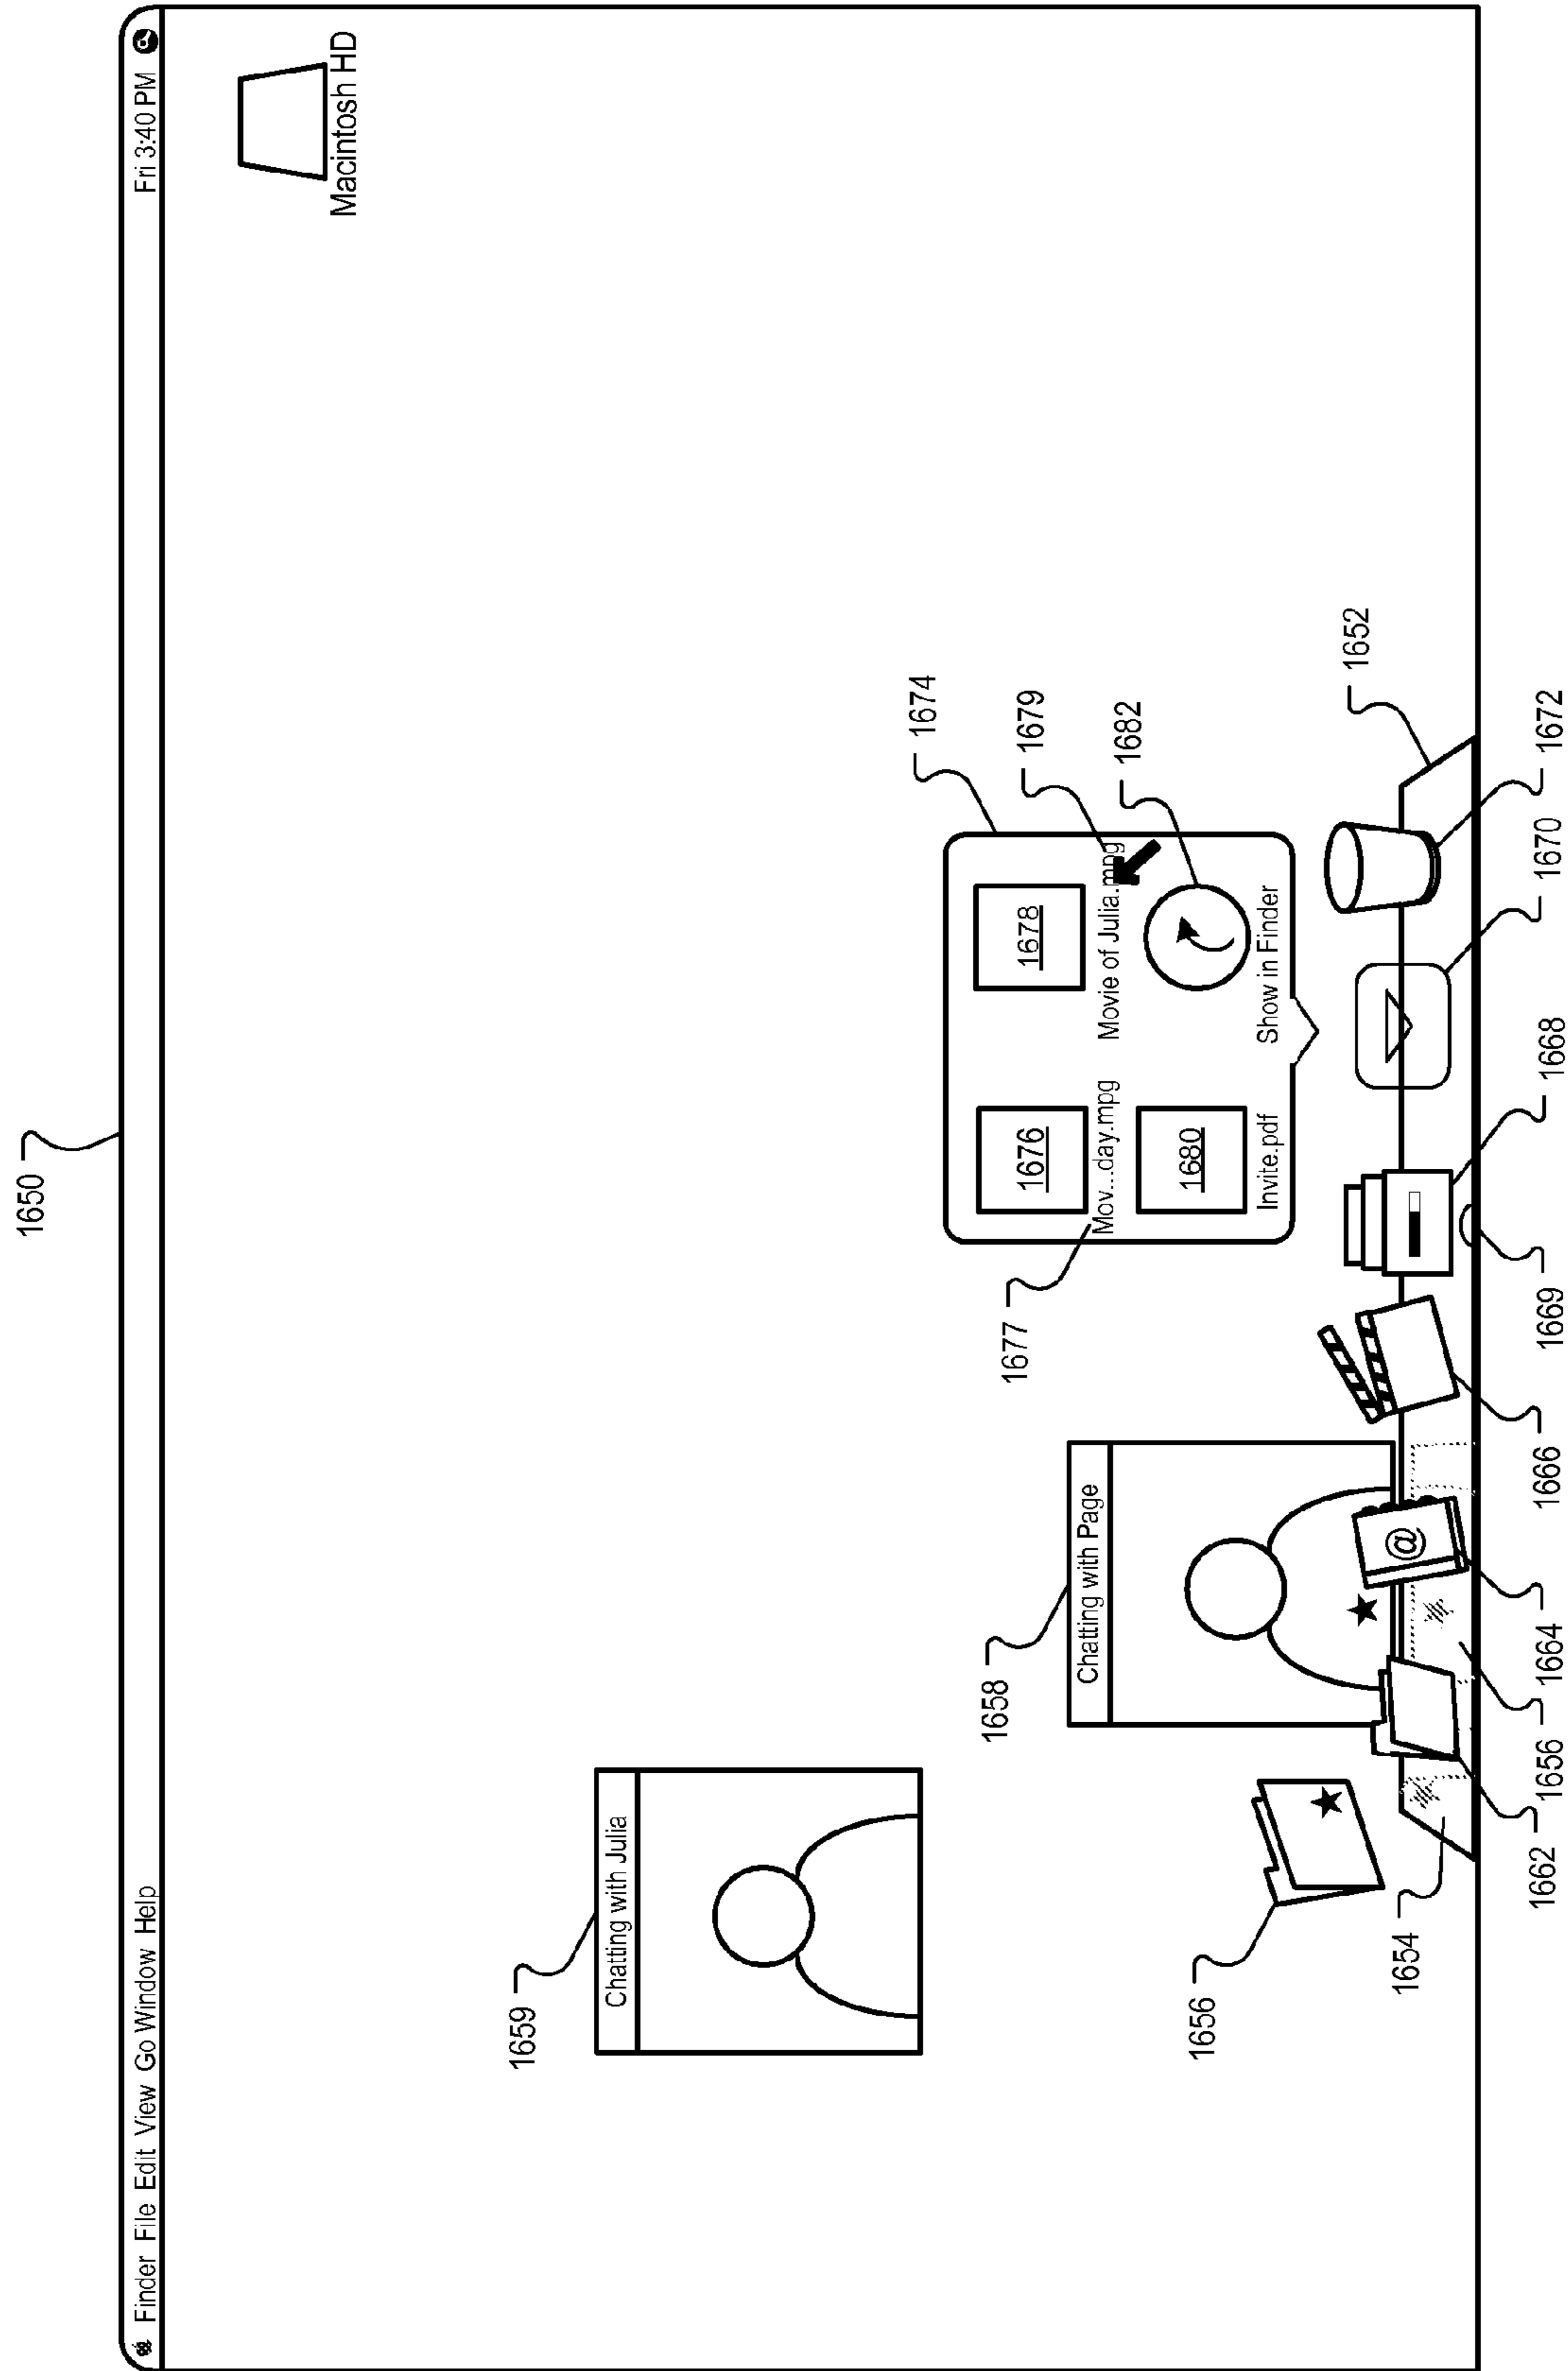 1650
Finder File Edit View Go Window Help
Fri 3:40 PM
Macintosh HD
1659
Chatting with Julia
1658
Chatting with Page
1674
1679
1682
1677
1676
Mov...day.mpg
1678
Movie of Julia.mpg
1680
Invite.pdf
Show in Finder
1652
1656
@
1654
1662
1656
1664
1666
1669
1668
1670
1672